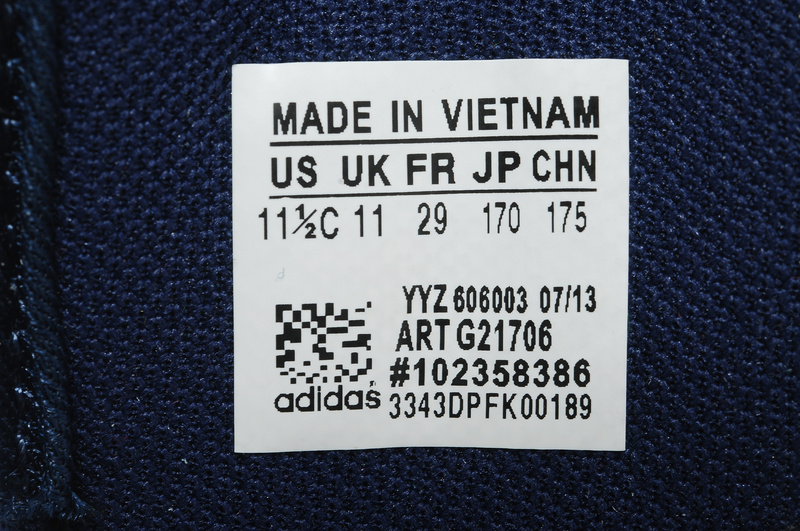 MADE IN VIETNAM
US UK FR JP CHN
11½C 11 29 170 175
YYZ 606003 07/13
ART G21706
#102358386
adidas 3343DPFK00189